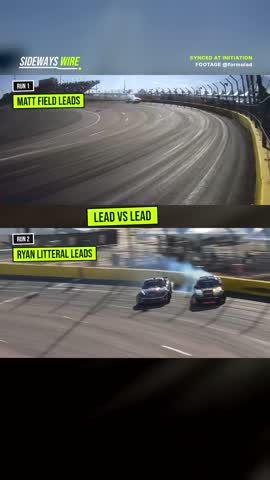 SIDEWAYS WIRE
SYNCED AT INITIATION
FOOTAGE @formulad
RUN 1
MATT FIELD LEADS
LEAD VS LEAD
RUN 2
RYAN LITTERAL LEADS